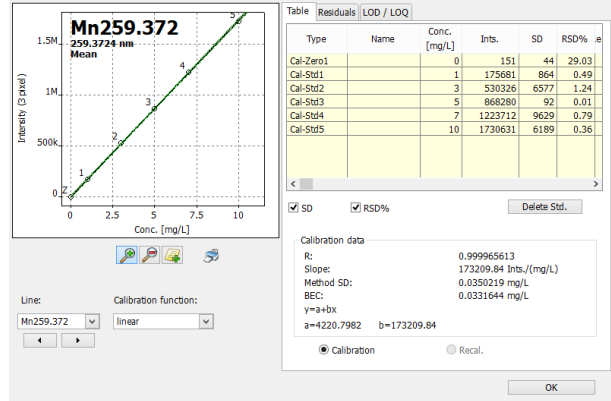 Mn259.372
259.3724 nm
Mean
Intensity (3 pixel)
1.5M
1M
500k
0
Z 1 2 3 4 5
0 2.5 5 7.5 10
Conc. [mg/L]
Line:
Calibration function:
Mn259.372
linear
Table Residuals LOD / LOQ
Type Name Conc. [mg/L] Ints. SD RSD%
Cal-Zero1 0 151 44 29.03
Cal-Std1 1 175681 864 0.49
Cal-Std2 3 530326 6577 1.24
Cal-Std3 5 868280 92 0.01
Cal-Std4 7 1223712 9629 0.79
Cal-Std5 10 1730631 6189 0.36
SD RSD% Delete Std.
Calibration data
R: 0.999965613
Slope: 173209.84 Ints./(mg/L)
Method SD: 0.0350219 mg/L
BEC: 0.0331644 mg/L
y=a+bx
a=4220.7982 b=173209.84
Calibration Recal.
OK